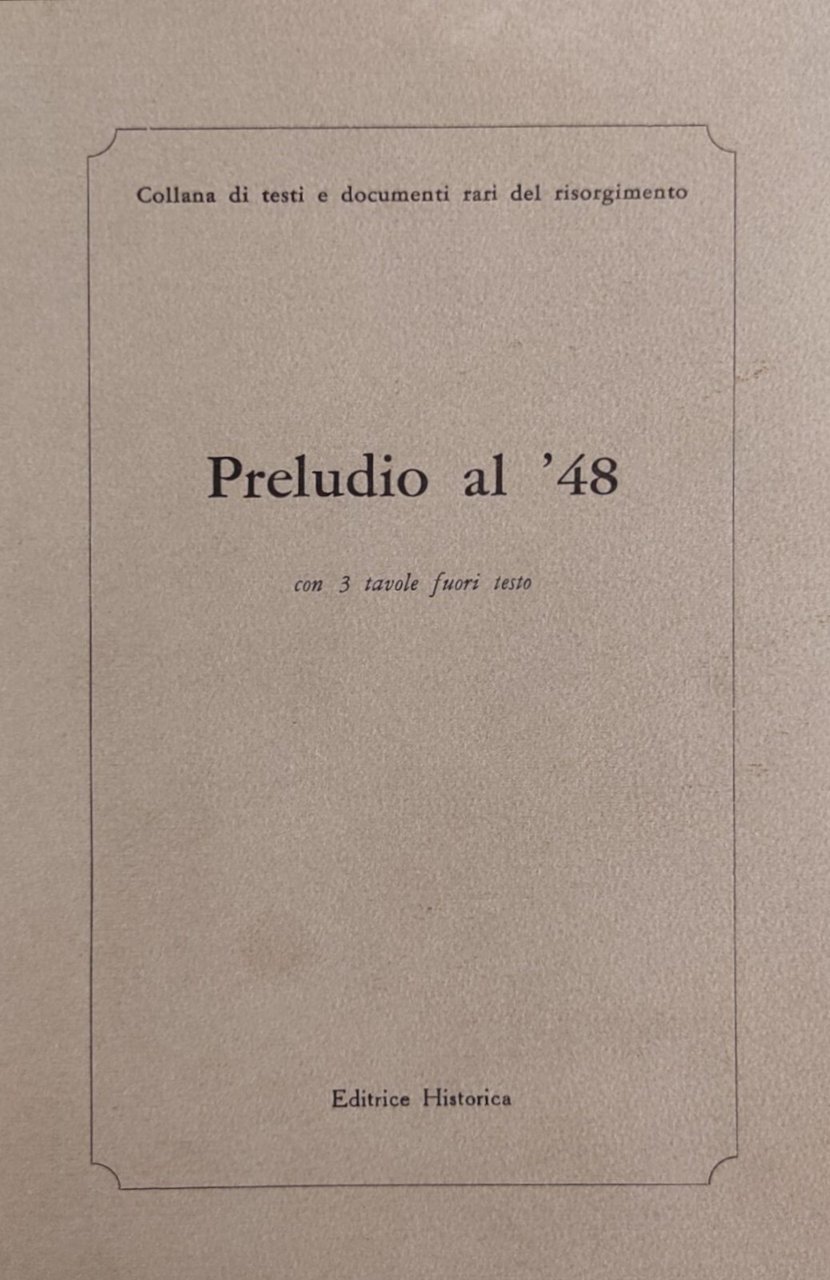 Collana di testi e documenti rari del risorgimento
Preludio al ’48
con 3 tavole fuori testo
Editrice Historica